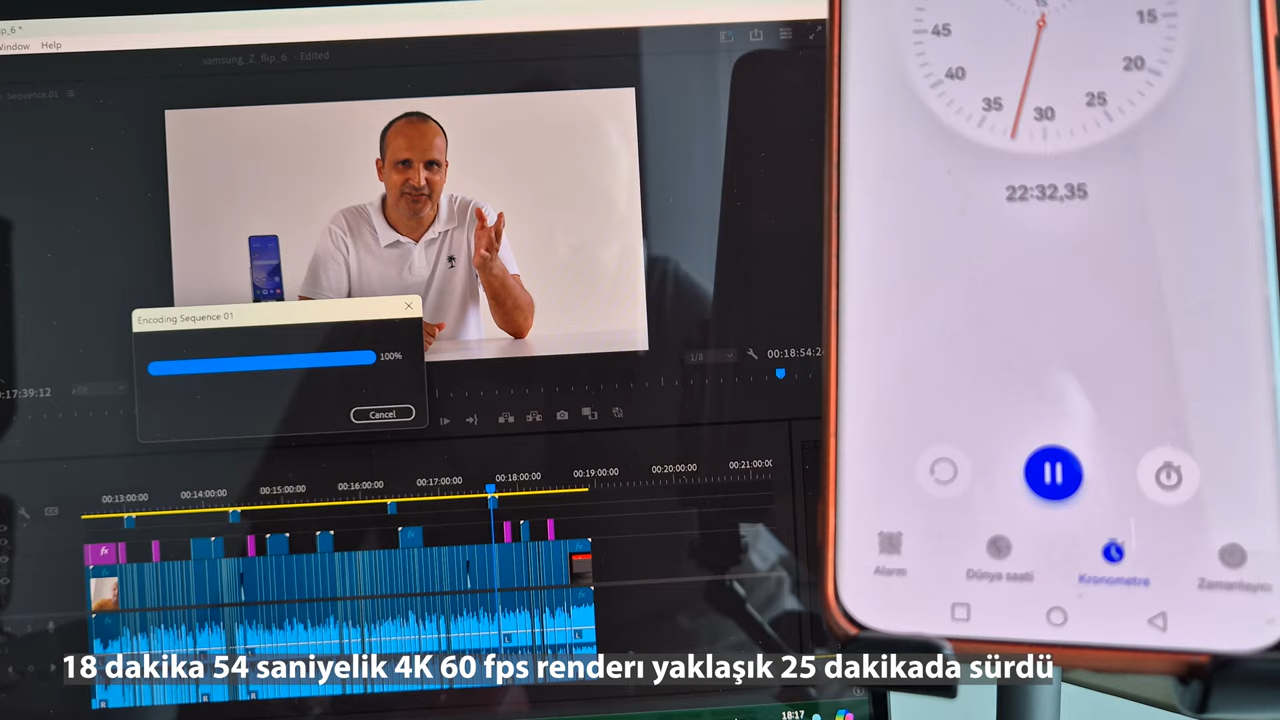 ip_6 *
Window Help
samsung_Z_flip_6 - Edited
Sequence.01
Encoding Sequence 01
100%
Cancel
1/8
00:18:54:2
:17:39:12
00:13:00:00
00:14:00:00
00:15:00:00
00:16:00:00
00:17:00:00
00:18:00:00
00:19:00:00
00:20:00:00
00:21:00:00
fx
L
L
R
R
R
18:17
45
15
40
20
35
25
30
22:32,35
Alarm
Dünya saati
Kronometre
Zamanlayıcı
18 dakika 54 saniyelik 4K 60 fps renderı yaklaşık 25 dakikada sürdü